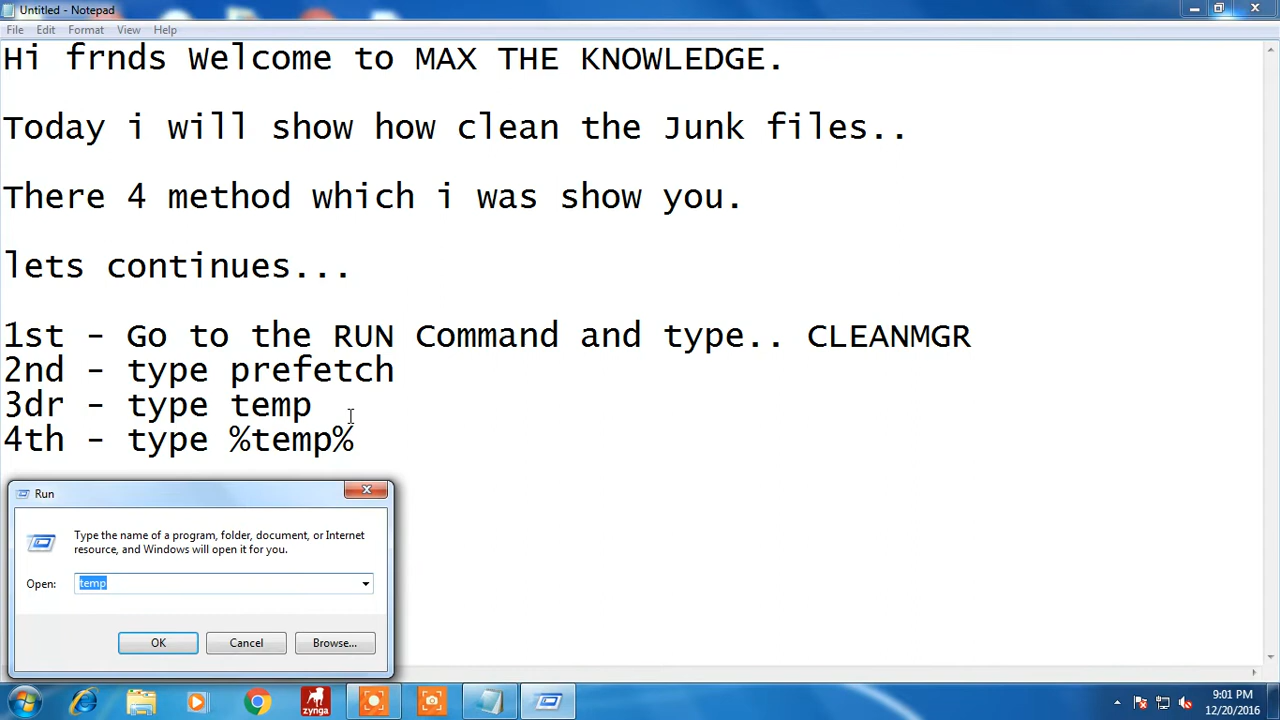 Untitled - Notepad
File Edit Format View Help
Hi frnds Welcome to MAX THE KNOWLEDGE.
Today i will show how clean the Junk files..
There 4 method which i was show you.
lets continues...
1st - Go to the RUN Command and type.. CLEANMGR
2nd - type prefetch
3dr - type temp
4th - type %temp%
Run
Type the name of a program, folder, document, or Internet
resource, and Windows will open it for you.
Open: temp
OK Cancel Browse...
zynga
9:01 PM
12/20/2016